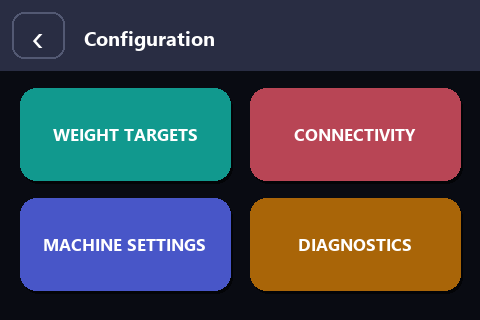 ‹ Configuration
WEIGHT TARGETS
CONNECTIVITY
MACHINE SETTINGS
DIAGNOSTICS